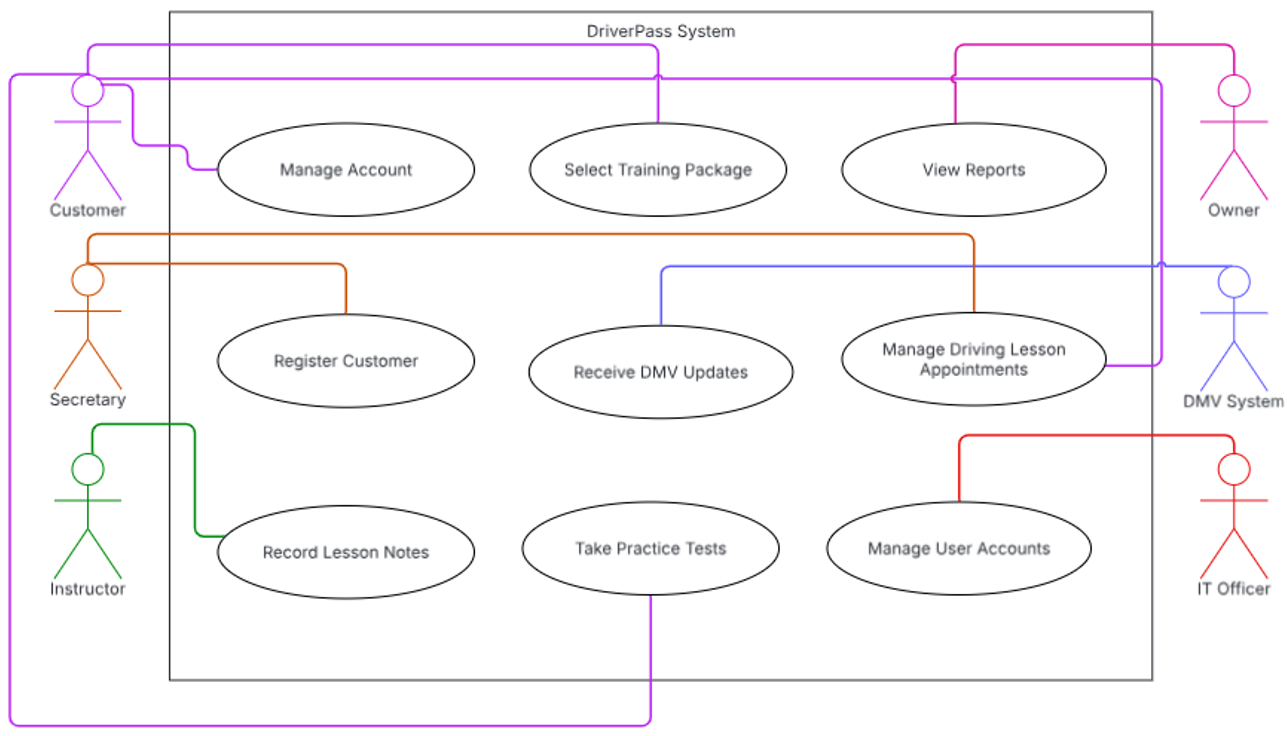 DriverPass System
Manage Account
Select Training Package
View Reports
Customer
Owner
Register Customer
Receive DMV Updates
Manage Driving Lesson
Appointments
Secretary
DMV System
Record Lesson Notes
Take Practice Tests
Manage User Accounts
Instructor
IT Officer